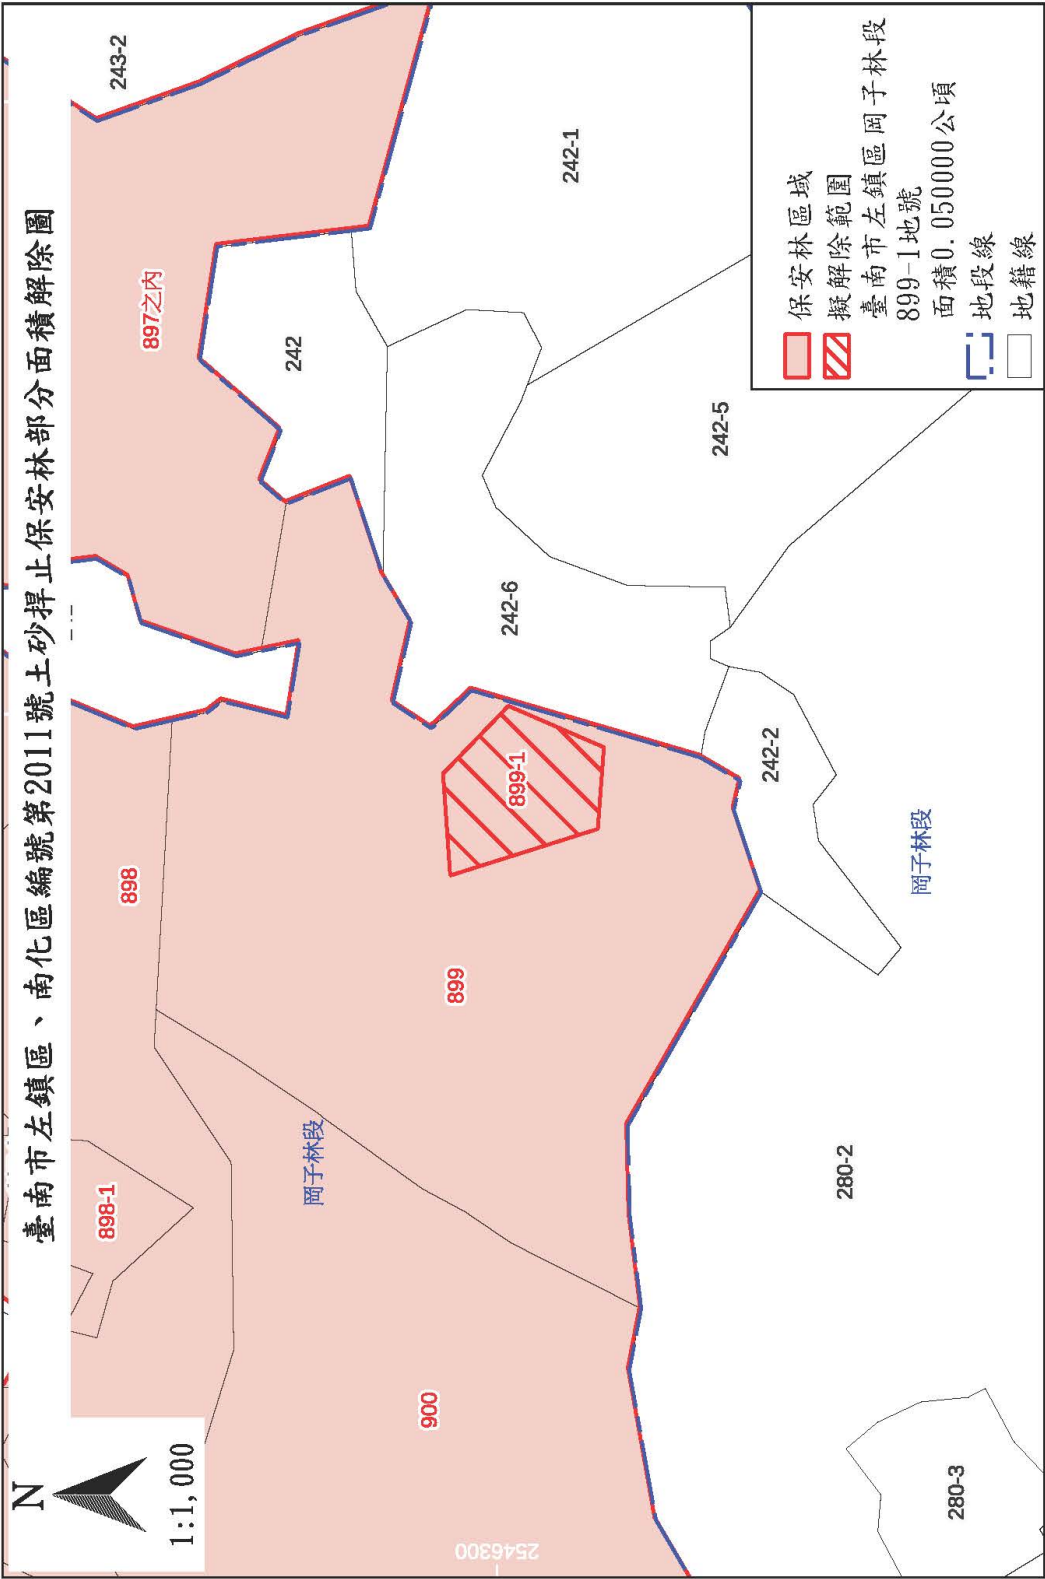 臺南市左鎮區、南化區編號第2011號土砂捍止保安林部分面積解除圖
N
1:1,000
898-1
898
897之內
243-2
岡子林段
242
900
899
899-1
242-6
242-1
242-5
242-2
280-2
岡子林段
280-3
2546300
保安林區域
擬解除範圍
臺南市左鎮區岡子林段
899-1地號
面積0.050000公頃
地段線
地籍線